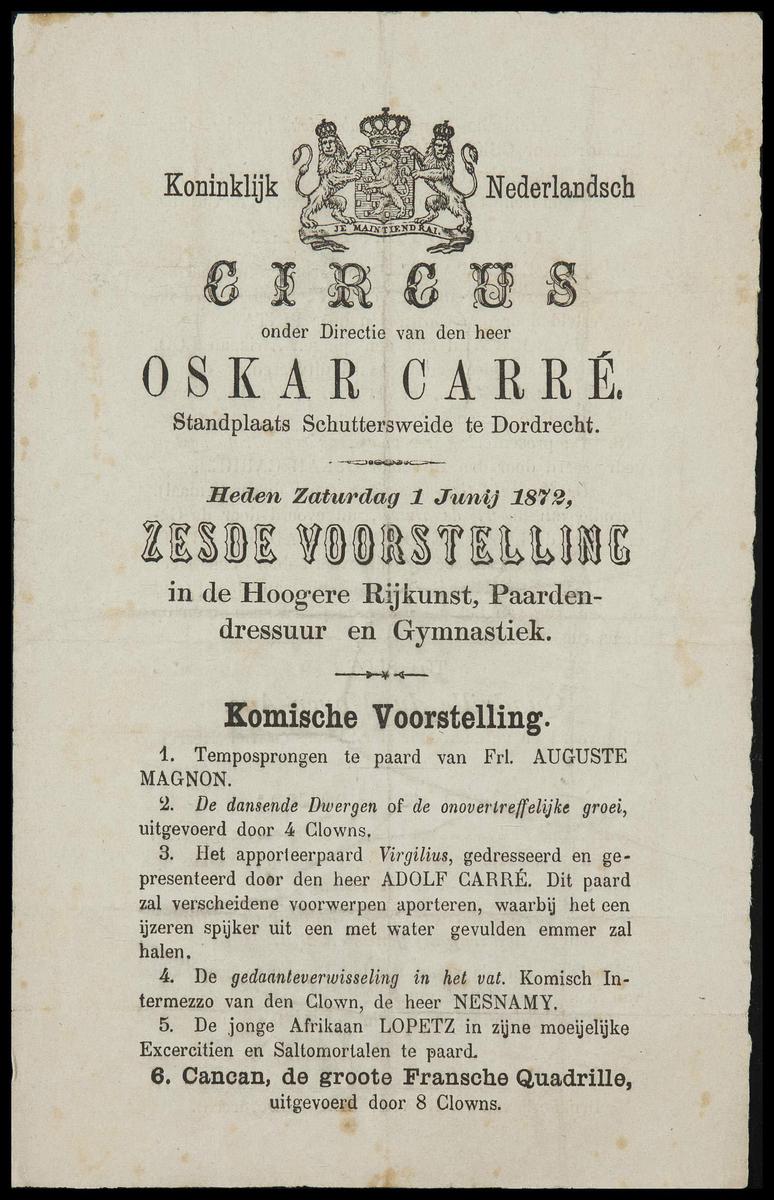 Koninklijk Nederlandsch
JE MAINTIENDRAI.
CIRCUS
onder Directie van den heer
OSKAR CARRÉ.
Standplaats Schuttersweide te Dordrecht.
Heden Zaturdag 1 Junij 1872,
ZESDE VOORSTELLING
in de Hoogere Rijkunst, Paarden-
dressuur en Gymnastiek.
Komische Voorstelling.
1. Temposprongen te paard van Frl. AUGUSTE
MAGNON.
2. De dansende Dwergen of de onovertreffelijke groei,
uitgevoerd door 4 Clowns.
3. Het apporteerpaard Virgilius, gedresseerd en ge-
presenteerd door den heer ADOLF CARRÉ. Dit paard
zal verscheidene voorwerpen aporteren, waarbij het een
ijzeren spijker uit een met water gevulden emmer zal
halen.
4. De gedaanteverwisseling in het vat. Komisch In-
termezzo van den Clown, de heer NESNAMY.
5. De jonge Afrikaan LOPETZ in zijne moeijelijke
Excercitien en Saltomortalen te paard.
6. Cancan, de groote Fransche Quadrille,
uitgevoerd door 8 Clowns.